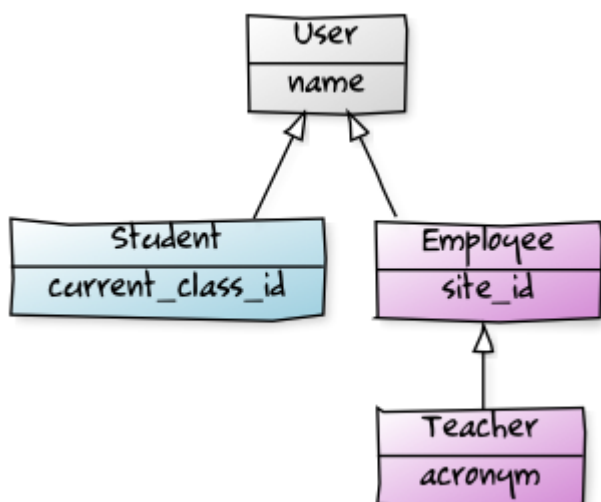 User
name
Student
current_class_id
Employee
site_id
Teacher
acronym